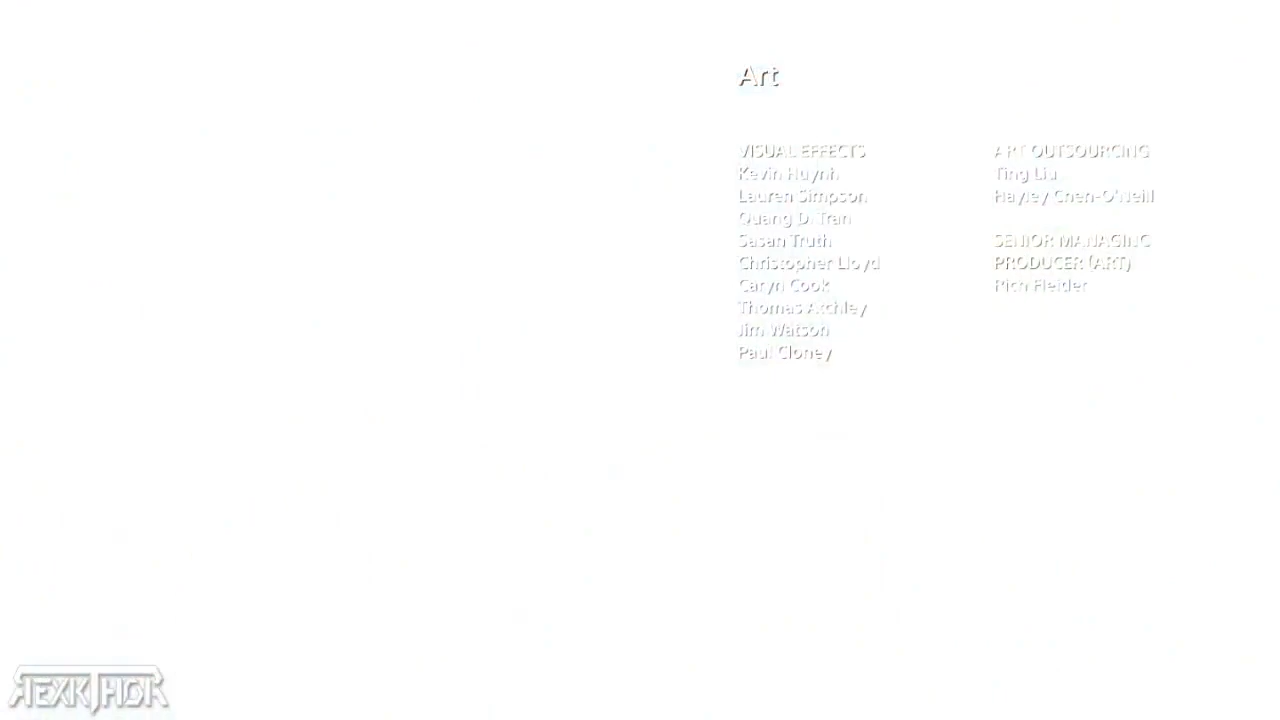 Art
VISUAL EFFECTS
Kevin Huynh
Lauren Simpson
Quang D. Tran
Sasan Truth
Christopher Lloyd
Caryn Cook
Thomas Atchley
Jim Watson
Paul Cloney
ART OUTSOURCING
Ting Liu
Hayley Chen-O'Neill
SENIOR MANAGING
PRODUCER (ART)
Rich Fleider